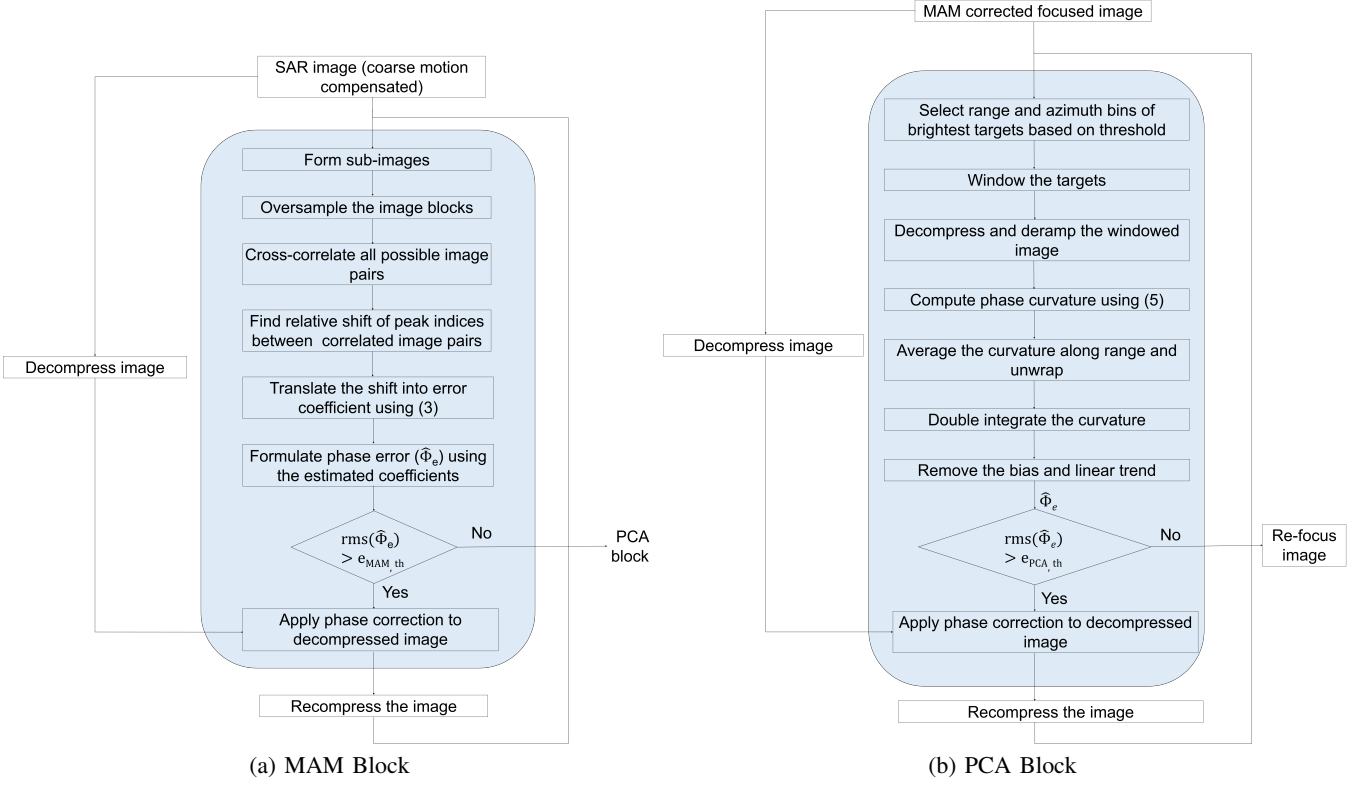 SAR image (coarse motion
compensated)
Form sub-images
Oversample the image blocks
Cross-correlate all possible image
pairs
Find relative shift of peak indices
between correlated image pairs
Decompress image
Translate the shift into error
coefficient using (3)
Formulate phase error (Φ̂e) using
the estimated coefficients
rms(Φ̂e)
> eMAM, th
No
PCA
block
Yes
Apply phase correction to
decompressed image
Recompress the image
(a) MAM Block
MAM corrected focused image
Select range and azimuth bins of
brightest targets based on threshold
Window the targets
Decompress and deramp the windowed
image
Compute phase curvature using (5)
Decompress image
Average the curvature along range and
unwrap
Double integrate the curvature
Remove the bias and linear trend
Φ̂e
rms(Φ̂e)
> ePCA, th
No
Re-focus
image
Yes
Apply phase correction to decompressed
image
Recompress the image
(b) PCA Block